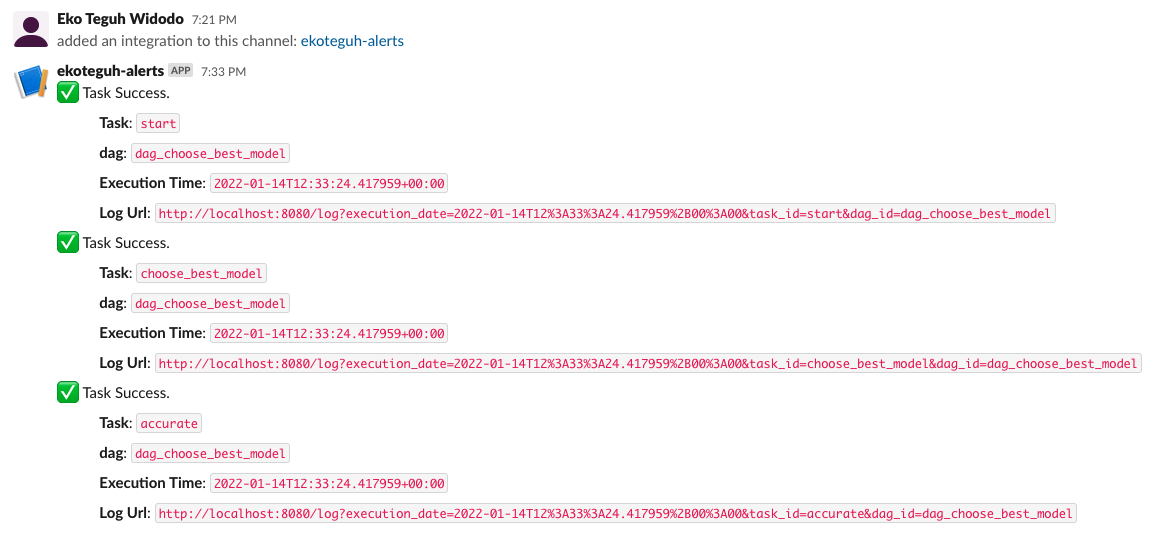 Eko Teguh Widodo 7:21 PM
added an integration to this channel: ekoteguh-alerts
ekoteguh-alerts APP 7:33 PM
Task Success.
Task: start
dag: dag_choose_best_model
Execution Time: 2022-01-14T12:33:24.417959+00:00
Log Url: http://localhost:8080/log?execution_date=2022-01-14T12%3A33%3A24.417959%2B00%3A00&task_id=start&dag_id=dag_choose_best_model
Task Success.
Task: choose_best_model
dag: dag_choose_best_model
Execution Time: 2022-01-14T12:33:24.417959+00:00
Log Url: http://localhost:8080/log?execution_date=2022-01-14T12%3A33%3A24.417959%2B00%3A00&task_id=choose_best_model&dag_id=dag_choose_best_model
Task Success.
Task: accurate
dag: dag_choose_best_model
Execution Time: 2022-01-14T12:33:24.417959+00:00
Log Url: http://localhost:8080/log?execution_date=2022-01-14T12%3A33%3A24.417959%2B00%3A00&task_id=accurate&dag_id=dag_choose_best_model